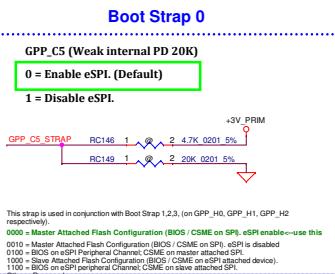 Boot Strap 0
GPP_C5 (Weak internal PD 20K)
0 = Enable eSPI. (Default)
1 = Disable eSPI.
+3V_PRIM
GPP_C5_STRAP RC146 1 @ 2 4.7K_0201_5%
RC149 1 @ 2 20K_0201_5%
This strap is used in conjunction with Boot Strap 1,2,3, (on GPP_H0, GPP_H1, GPP_H2
respectively).
0000 = Master Attached Flash Configuration (BIOS / CSME on SPI). eSPI enable<--use this
0010 = Master Attached Flash Configuration (BIOS / CSME on SPI). eSPI is disabled
0100 = BIOS on eSPI Peripheral Channel; CSME on master attached SPI.
1000 = Slave Attached Flash Configuration (BIOS / CSME on eSPI attached device).
1100 = BIOS on eSPI peripheral Channel; CSME on slave attached SPI.